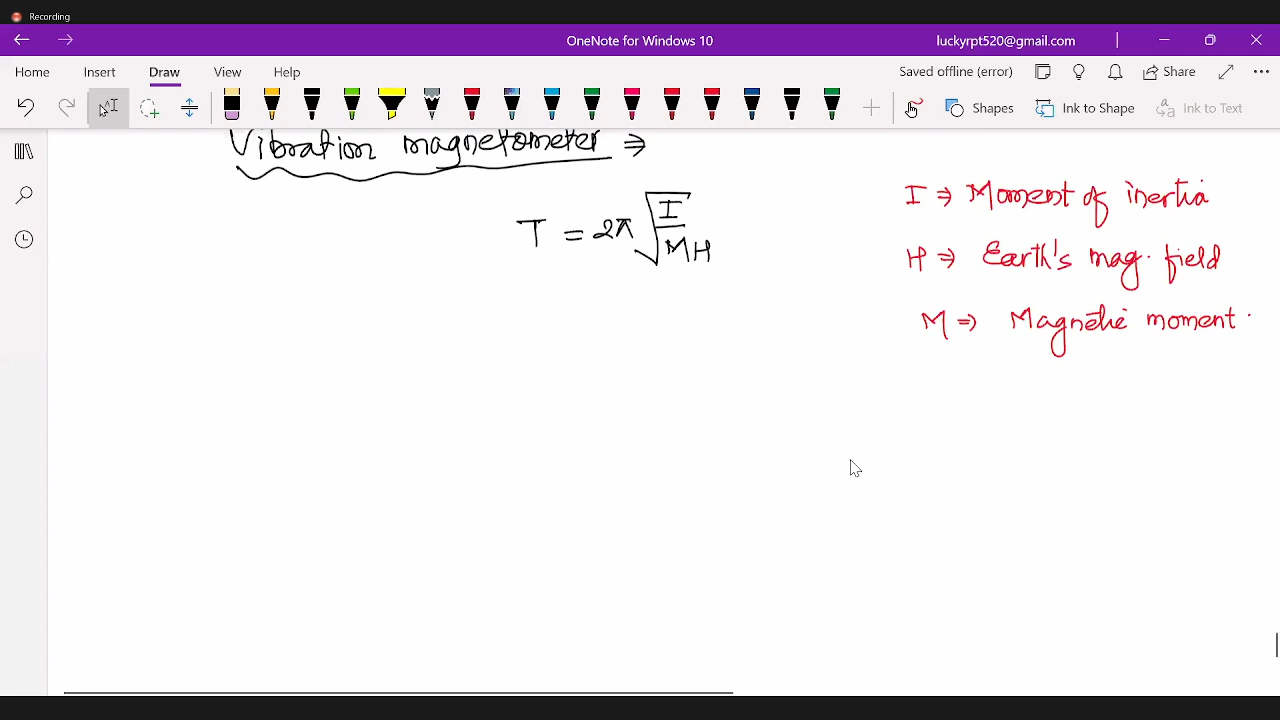 Recording
OneNote for Windows 10
luckyrpt520@gmail.com
Home Insert Draw View Help
Saved offline (error)
Share
Shapes
Ink to Shape
Ink to Text
Vibration magnetometer ⇒
T = 2π √(I/MH)
I ⇒ Moment of inertia
H ⇒ Earth's mag. field
M ⇒ Magnetic moment.